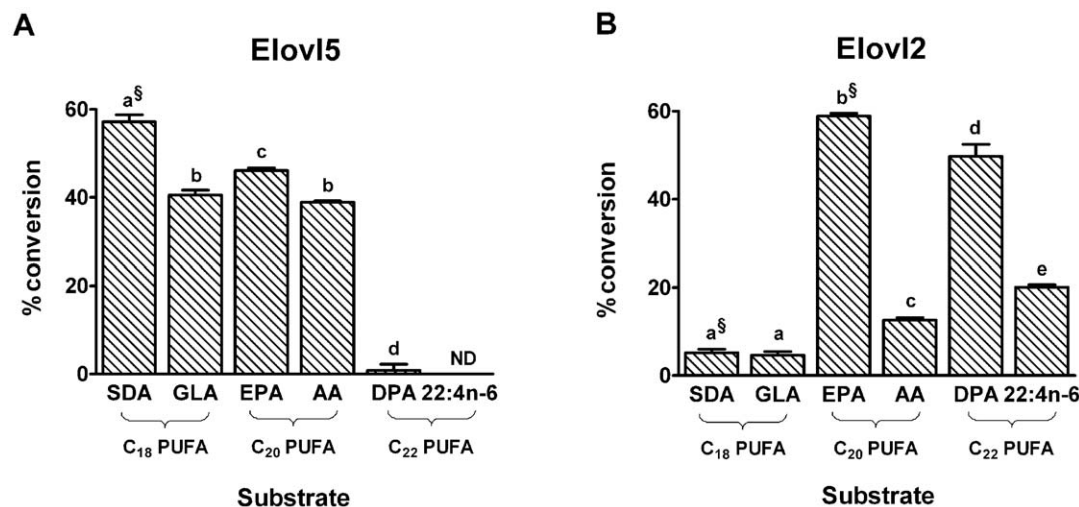 A
Elovl5
% conversion
60
40
20
0
a§
b
c
b
d
ND
SDA GLA EPA AA DPA 22:4n-6
C18 PUFA C20 PUFA C22 PUFA
Substrate
B
Elovl2
% conversion
60
40
20
0
a§
a
b§
c
d
e
SDA GLA EPA AA DPA 22:4n-6
C18 PUFA C20 PUFA C22 PUFA
Substrate